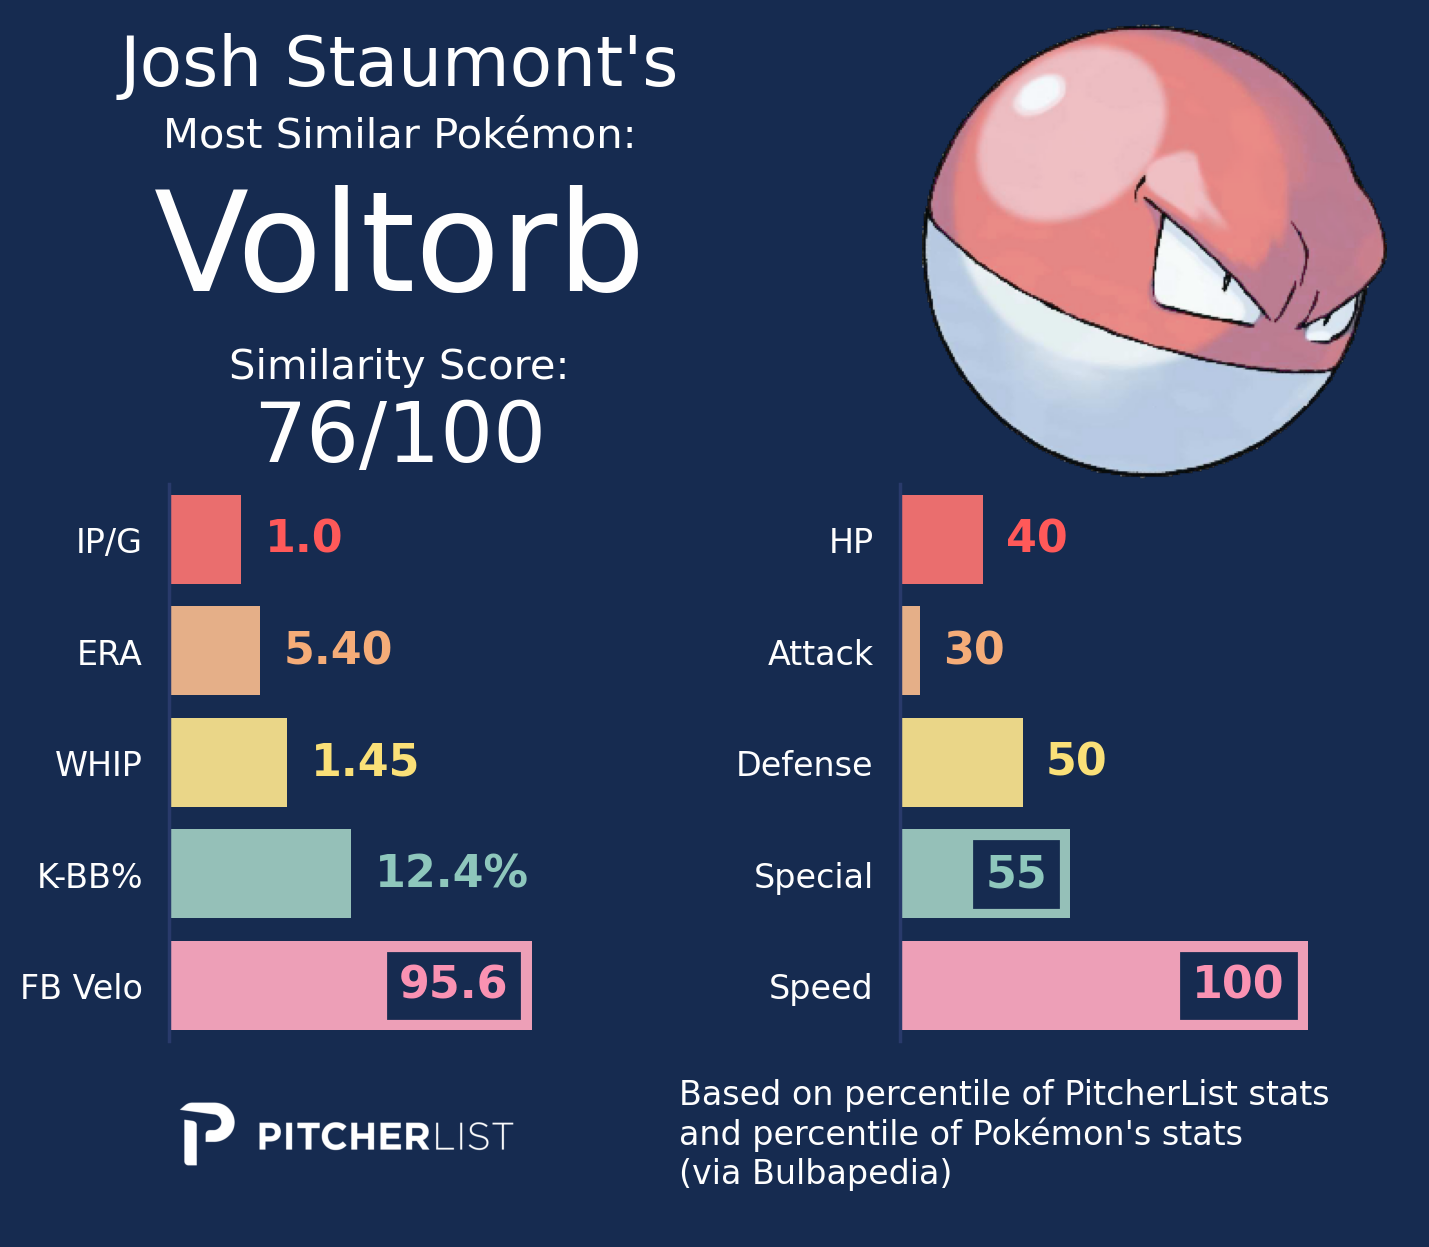 Josh Staumont's
Most Similar Pokémon:
Voltorb
Similarity Score:
76/100
IP/G 1.0
ERA 5.40
WHIP 1.45
K-BB% 12.4%
FB Velo 95.6
HP 40
Attack 30
Defense 50
Special 55
Speed 100
PITCHERLIST
Based on percentile of PitcherList stats
and percentile of Pokémon's stats
(via Bulbapedia)